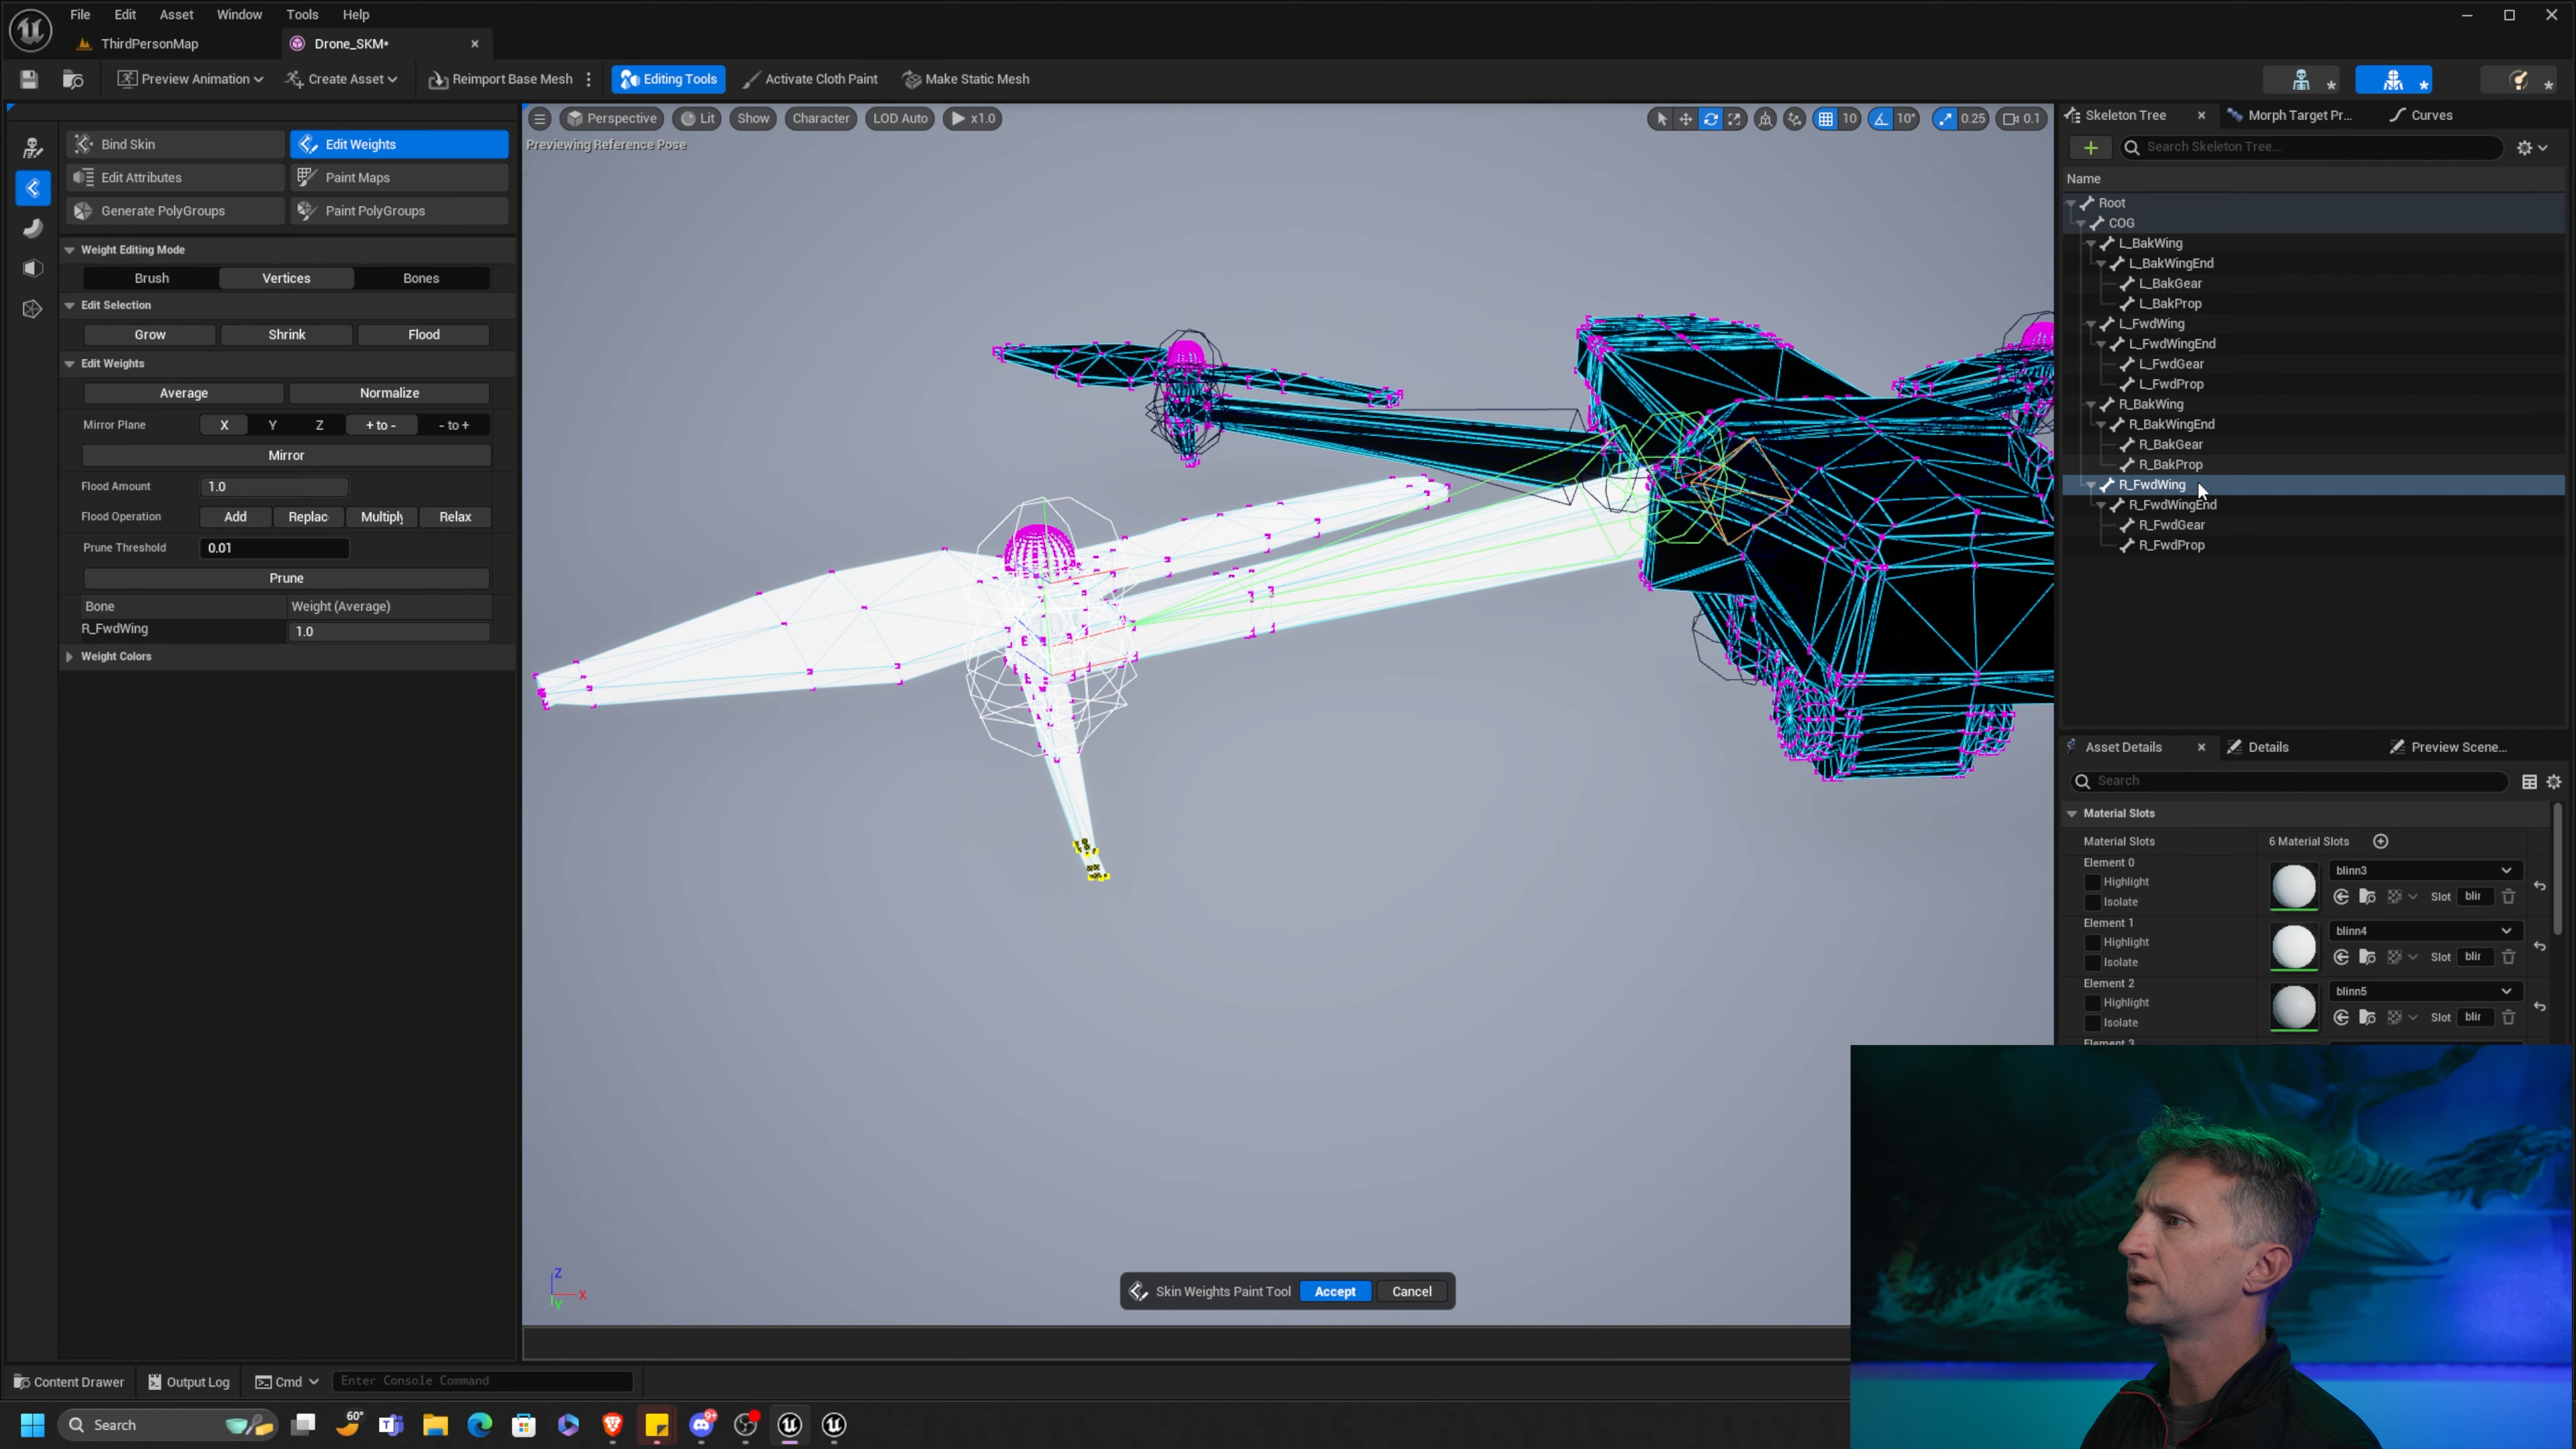 File Edit Asset Window Tools Help
ThirdPersonMap Drone_SKM*
Preview Animation Create Asset Reimport Base Mesh Editing Tools Activate Cloth Paint Make Static Mesh
Bind Skin Edit Weights
Edit Attributes Paint Maps
Generate PolyGroups Paint PolyGroups
Weight Editing Mode
Brush Vertices Bones
Edit Selection
Grow Shrink Flood
Edit Weights
Average Normalize
Mirror Plane X Y Z + to - - to +
Mirror
Flood Amount 1.0
Flood Operation Add Replac Multiply Relax
Prune Threshold 0.01
Prune
Bone Weight (Average)
R_FwdWing 1.0
Weight Colors
Perspective Lit Show Character LOD Auto x1.0 10 10° 0.25 0.1
Previewing Reference Pose
Z
X
Y
Skin Weights Paint Tool Accept Cancel
Skeleton Tree Morph Target Pr... Curves
Search Skeleton Tree...
Name
Root
COG
L_BakWing
L_BakWingEnd
L_BakGear
L_BakProp
L_FwdWing
L_FwdWingEnd
L_FwdGear
L_FwdProp
R_BakWing
R_BakWingEnd
R_BakGear
R_BakProp
R_FwdWing
R_FwdWingEnd
R_FwdGear
R_FwdProp
Asset Details Details Preview Scene...
Search
Material Slots
Material Slots 6 Material Slots
Element 0 blinn3
Highlight
Isolate Slot blir
Element 1 blinn4
Highlight
Isolate Slot blir
Element 2 blinn5
Highlight
Isolate Slot blir
Element 3
Content Drawer Output Log Cmd Enter Console Command
Search 60° 9+